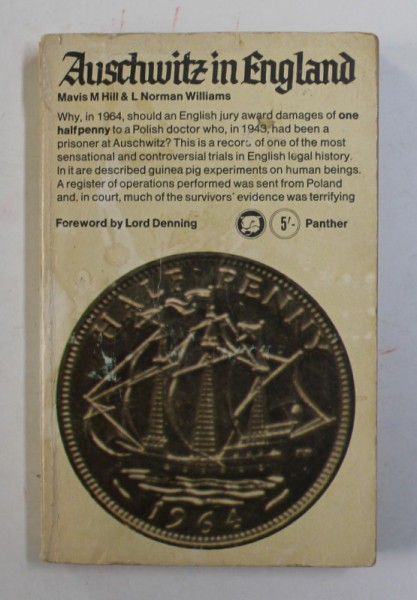 Auschwitz in England
Mavis M Hill & L Norman Williams
Why, in 1964, should an English jury award damages of one
halfpenny to a Polish doctor who, in 1943, had been a
prisoner at Auschwitz? This is a record of one of the most
sensational and controversial trials in English legal history.
In it are described guinea pig experiments on human beings.
A register of operations performed was sent from Poland
and, in court, much of the survivors' evidence was terrifying
Foreword by Lord Denning 5/- Panther
HALF PENNY
1964